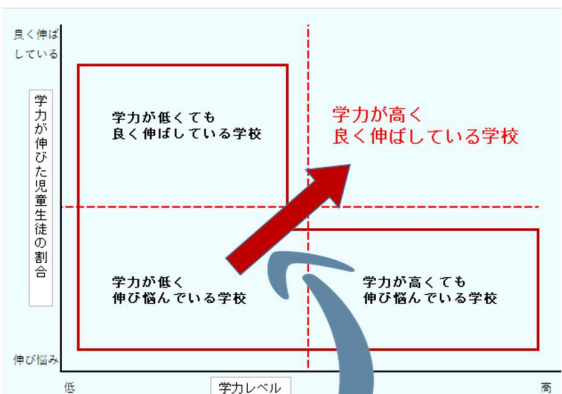 良く伸ば
している
学力が伸びた児童生徒の割合
学力が低くても
良く伸ばしている学校
学力が高く
良く伸ばしている学校
学力が低く
伸び悩んでいる学校
学力が高くても
伸び悩んでいる学校
伸び悩み
低
学力レベル
高